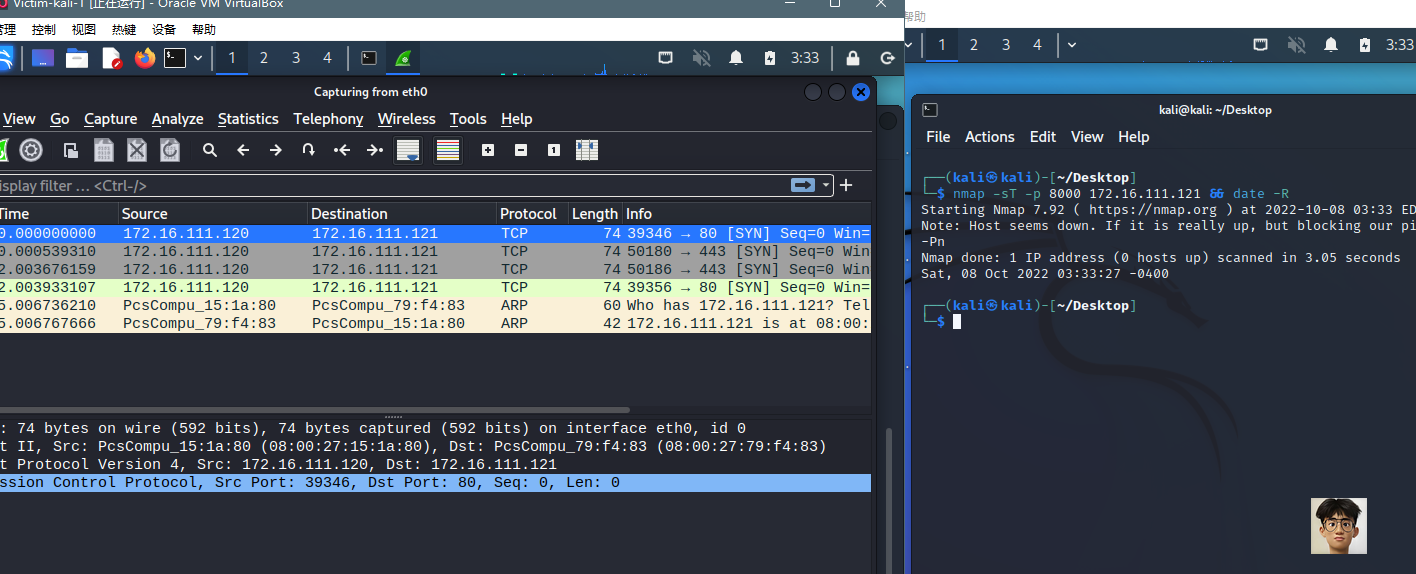 Victim-kali-1 [正在运行] - Oracle VM VirtualBox
管理 控制 视图 热键 设备 帮助
1 2 3 4 3:33
Capturing from eth0
View Go Capture Analyze Statistics Telephony Wireless Tools Help
display filter ... <Ctrl-/>
Time Source Destination Protocol Length Info
0.000000000 172.16.111.120 172.16.111.121 TCP 74 39346 → 80 [SYN] Seq=0 Win=
0.000539310 172.16.111.120 172.16.111.121 TCP 74 50180 → 443 [SYN] Seq=0 Win
2.003676159 172.16.111.120 172.16.111.121 TCP 74 50186 → 443 [SYN] Seq=0 Win
2.003933107 172.16.111.120 172.16.111.121 TCP 74 39356 → 80 [SYN] Seq=0 Win=
5.006736210 PcsCompu_15:1a:80 PcsCompu_79:f4:83 ARP 60 Who has 172.16.111.121? Tel
5.006767666 PcsCompu_79:f4:83 PcsCompu_15:1a:80 ARP 42 172.16.111.121 is at 08:00:
: 74 bytes on wire (592 bits), 74 bytes captured (592 bits) on interface eth0, id 0
t II, Src: PcsCompu_15:1a:80 (08:00:27:15:1a:80), Dst: PcsCompu_79:f4:83 (08:00:27:79:f4:83)
t Protocol Version 4, Src: 172.16.111.120, Dst: 172.16.111.121
ssion Control Protocol, Src Port: 39346, Dst Port: 80, Seq: 0, Len: 0
帮助
1 2 3 4 3:33
kali@kali: ~/Desktop
File Actions Edit View Help
┌──(kali㉿kali)-[~/Desktop]
└─$ nmap -sT -p 8000 172.16.111.121 && date -R
Starting Nmap 7.92 ( https://nmap.org ) at 2022-10-08 03:33 ED
Note: Host seems down. If it is really up, but blocking our pi
-Pn
Nmap done: 1 IP address (0 hosts up) scanned in 3.05 seconds
Sat, 08 Oct 2022 03:33:27 -0400
┌──(kali㉿kali)-[~/Desktop]
└─$